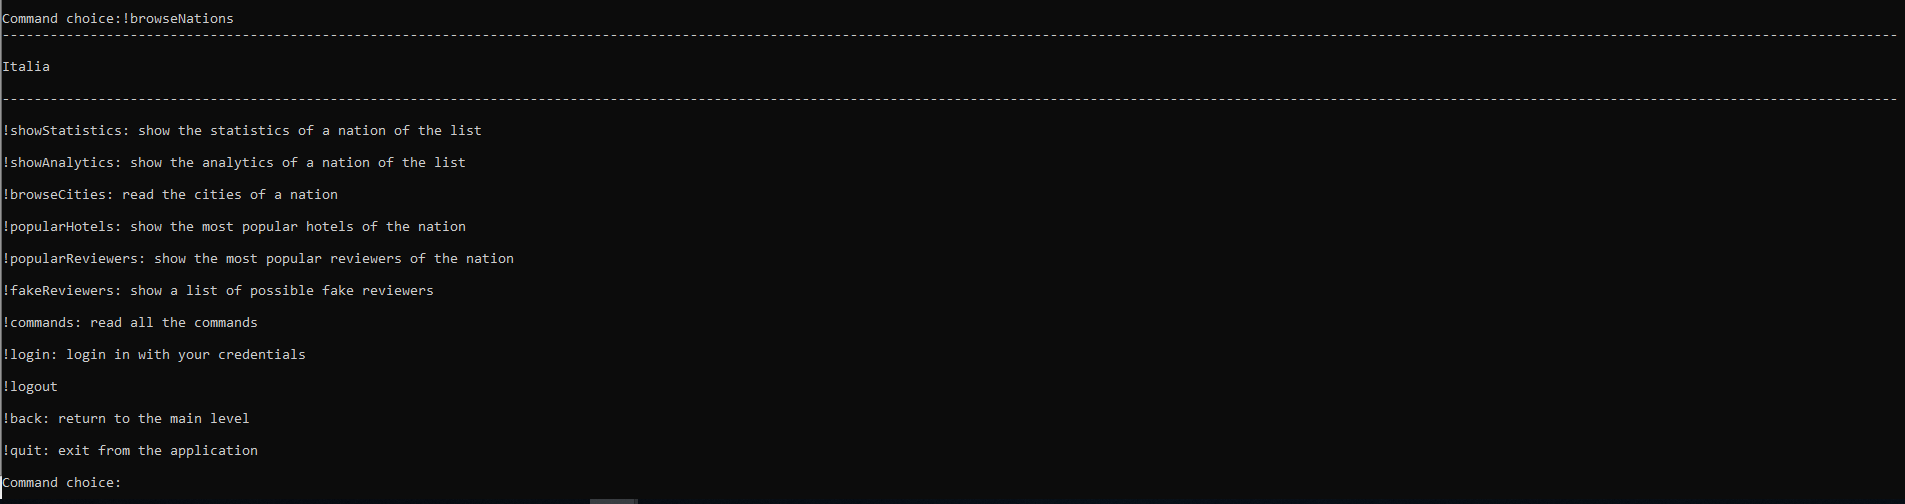 Command choice:!browseNations
---------------------------------------------------------------------------------------------------------------------------------------------------------------------------------------------------------------------------------------------
Italia
---------------------------------------------------------------------------------------------------------------------------------------------------------------------------------------------------------------------------------------------
!showStatistics: show the statistics of a nation of the list
!showAnalytics: show the analytics of a nation of the list
!browseCities: read the cities of a nation
!popularHotels: show the most popular hotels of the nation
!popularReviewers: show the most popular reviewers of the nation
!fakeReviewers: show a list of possible fake reviewers
!commands: read all the commands
!login: login in with your credentials
!logout
!back: return to the main level
!quit: exit from the application
Command choice: